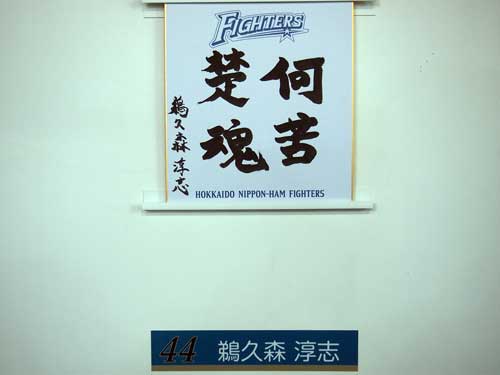 FIGHTERS
何苦
楚魂
鵜久森淳志
HOKKAIDO NIPPON-HAM FIGHTERS
44 鵜久森 淳志